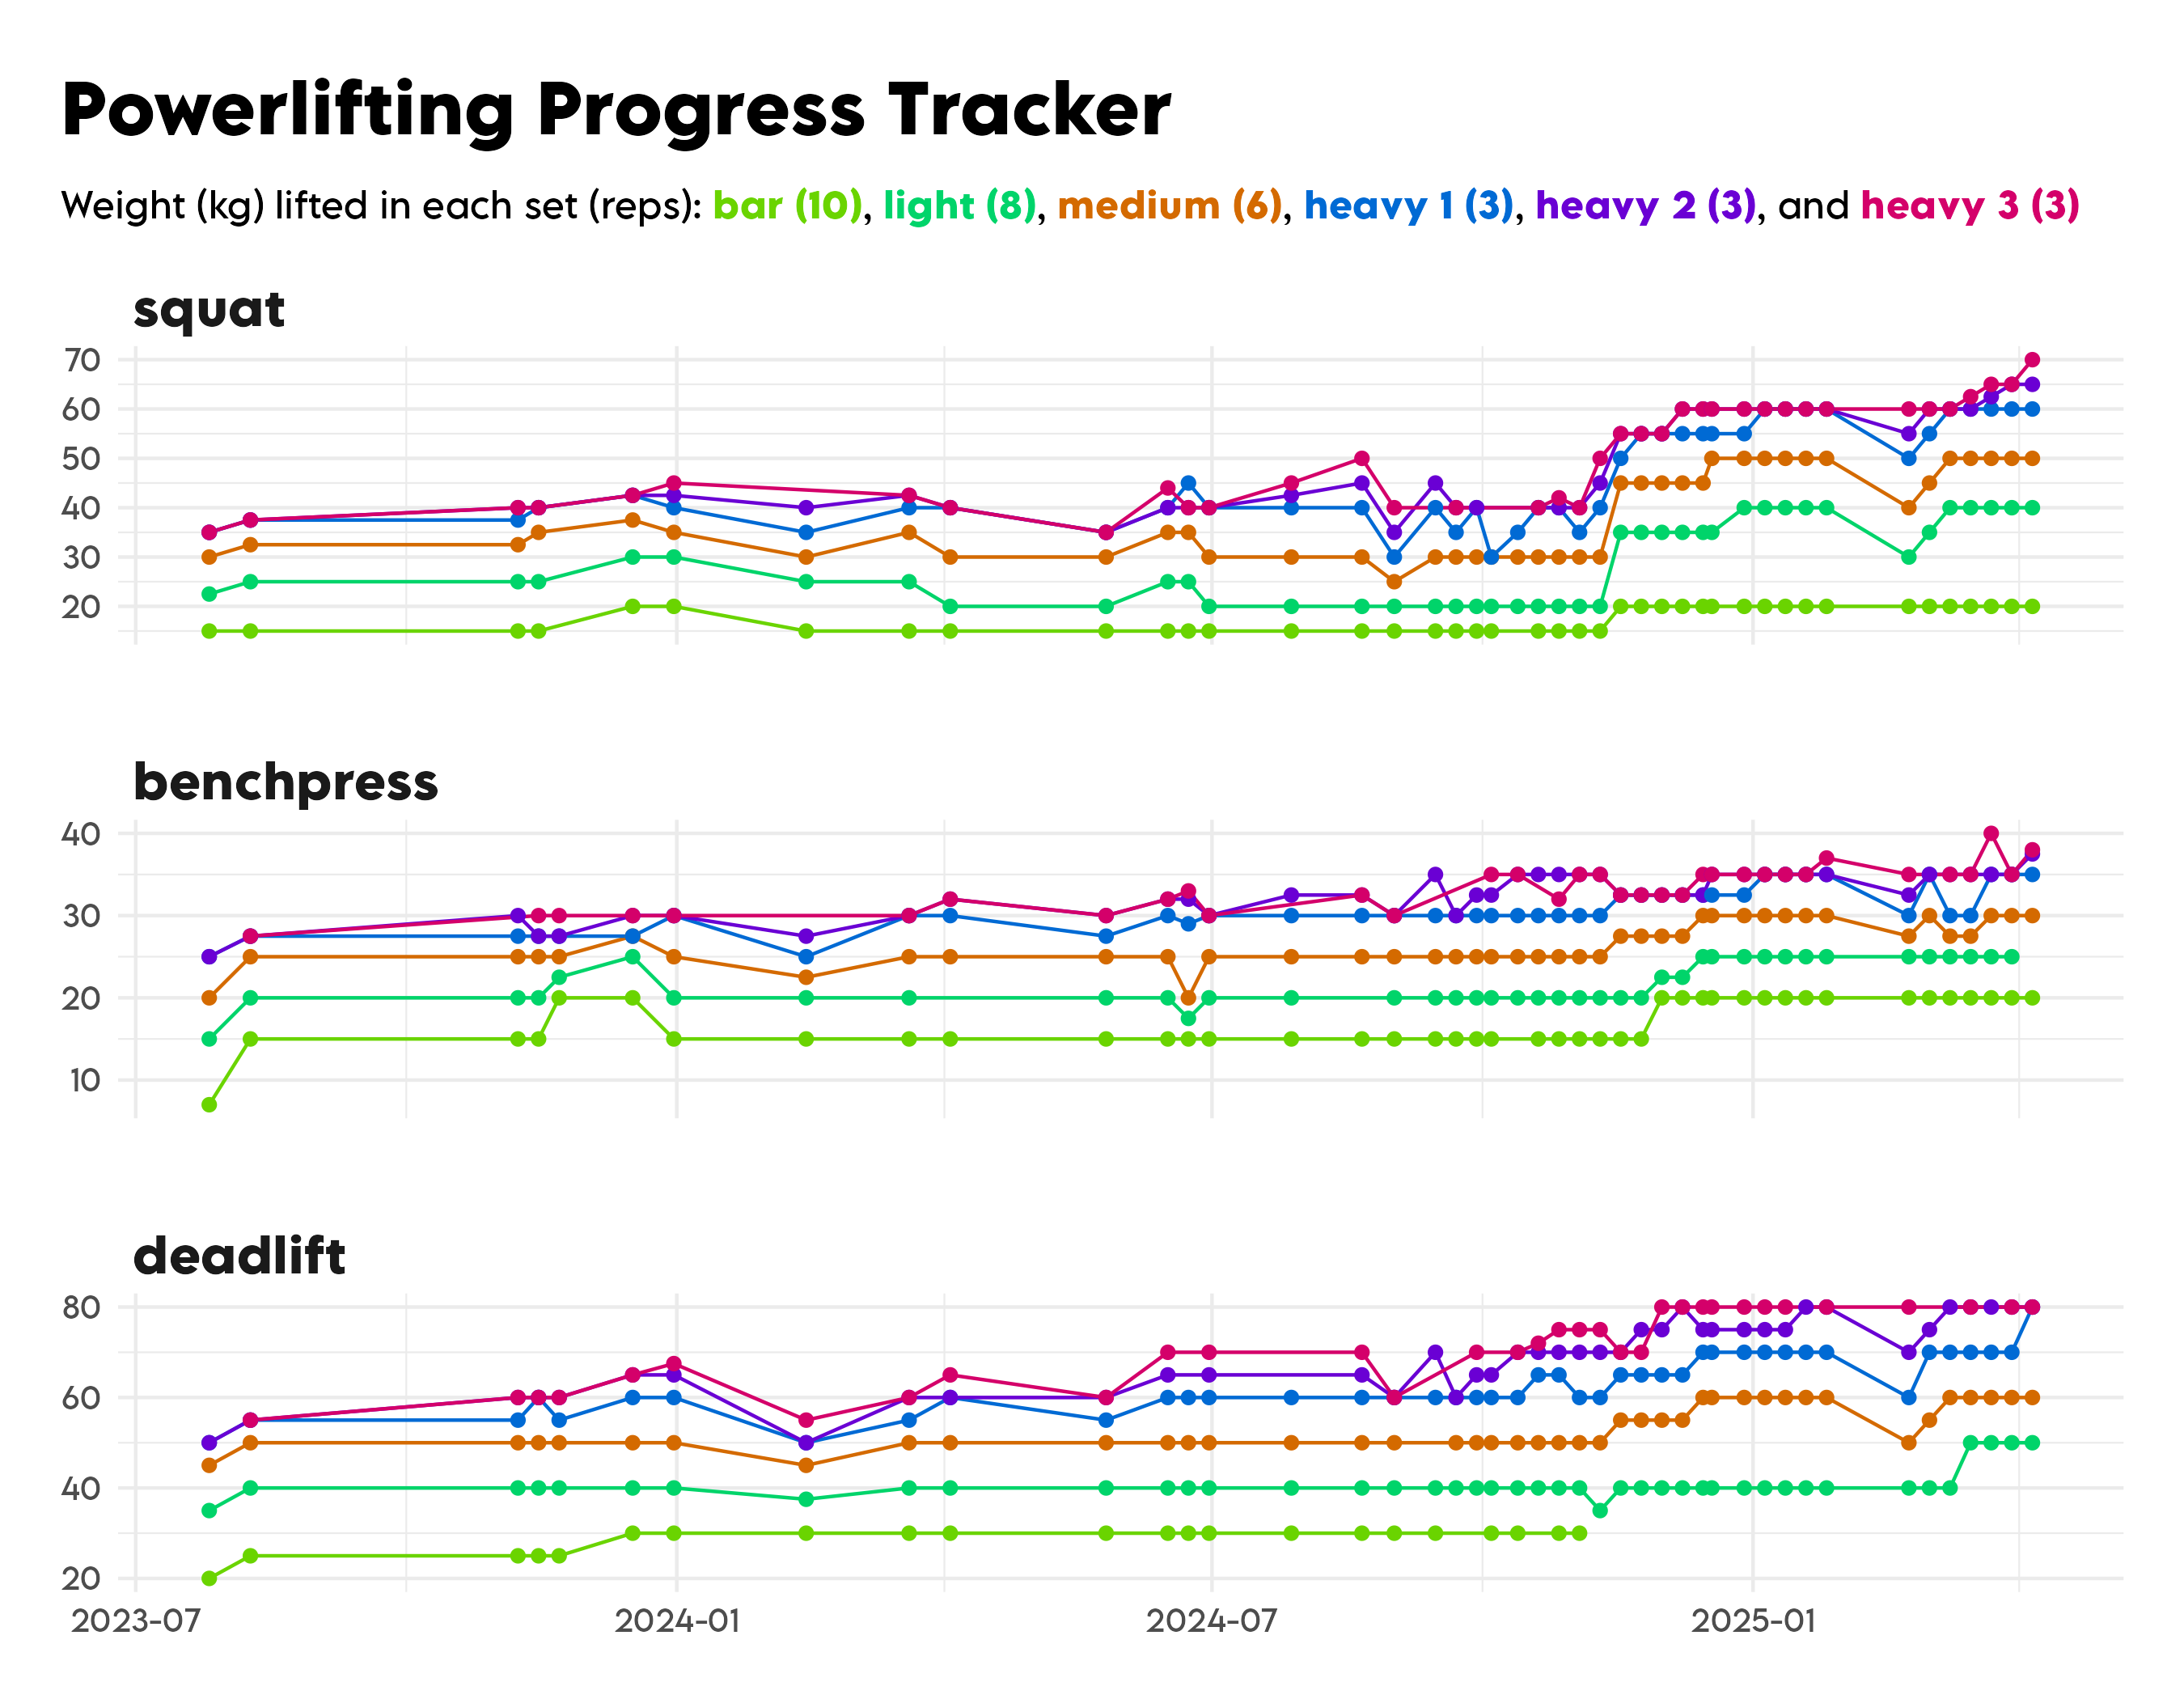 Powerlifting Progress Tracker
Weight (kg) lifted in each set (reps): bar (10), light (8), medium (6), heavy 1 (3), heavy 2 (3), and heavy 3 (3)
squat
70
60
50
40
30
20
benchpress
40
30
20
10
deadlift
80
60
40
20
2023-07 2024-01 2024-07 2025-01